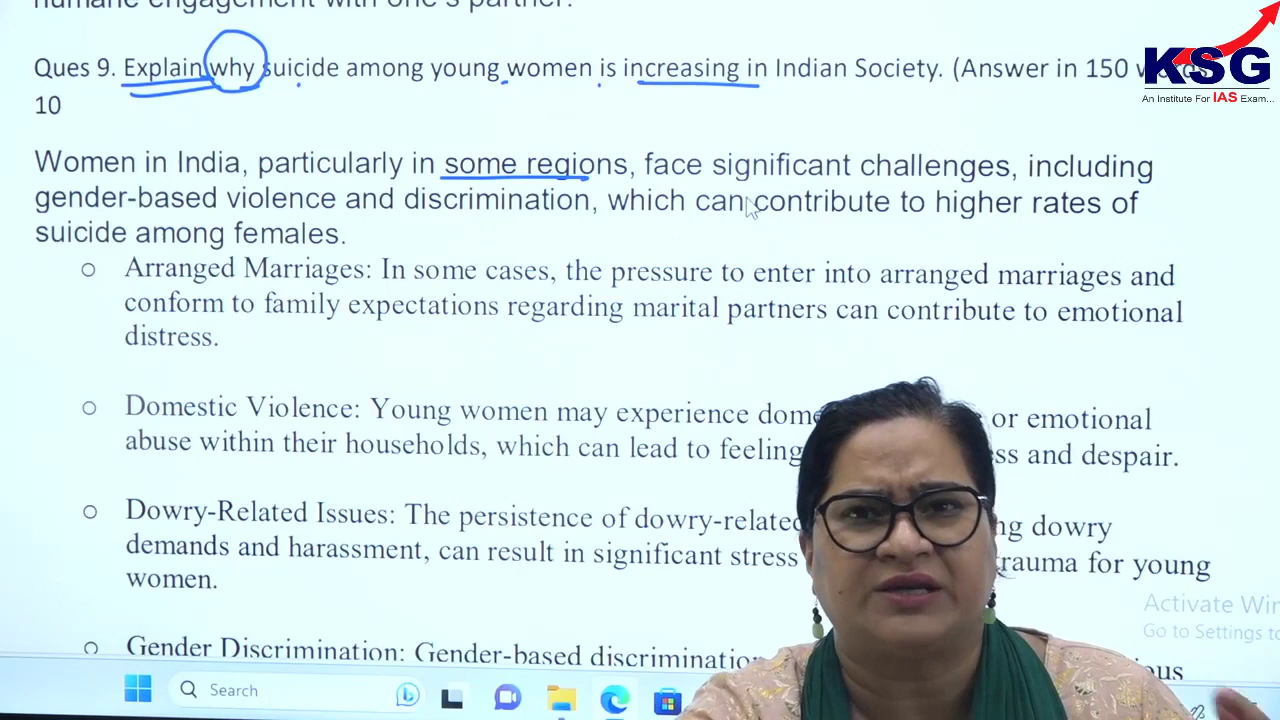 humane engagement with one's partner.
KSG
An Institute For IAS Exam...
Ques 9. Explain why suicide among young women is increasing in Indian Society. (Answer in 150
10
Women in India, particularly in some regions, face significant challenges, including
gender-based violence and discrimination, which can contribute to higher rates of
suicide among females.
○ Arranged Marriages: In some cases, the pressure to enter into arranged marriages and
conform to family expectations regarding marital partners can contribute to emotional
distress.
○ Domestic Violence: Young women may experience or emotional
abuse within their households, which can lead to and despair.
○ Dowry-Related Issues: The persistence of dowry-related dowry
demands and harassment, can result in significant stress trauma for young
women.
○ Gender Discrimination: Gender-based
Activate
Go to Settings to
Search